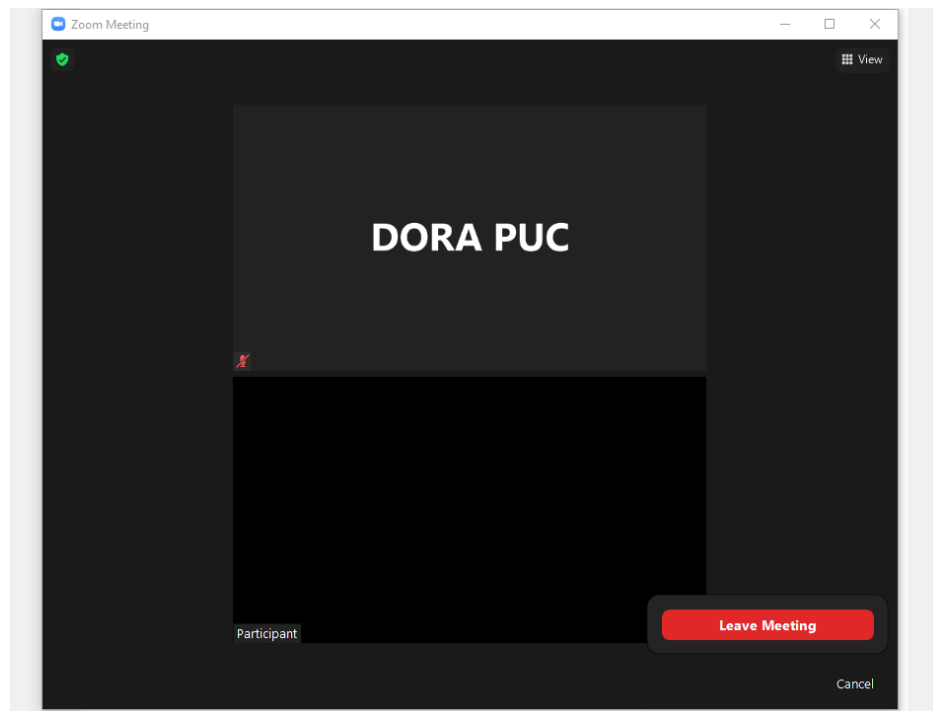 Zoom Meeting
View
DORA PUC
Participant
Leave Meeting
Cancel